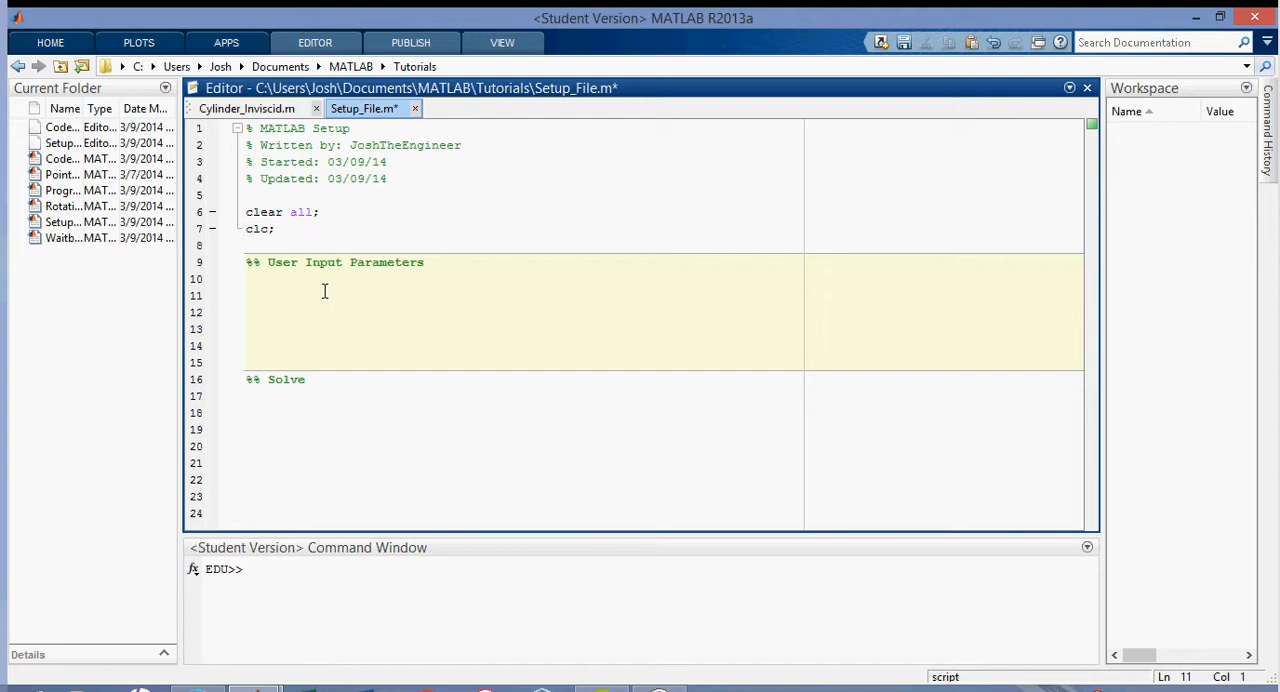 <Student Version> MATLAB R2013a
HOME PLOTS APPS EDITOR PUBLISH VIEW Search Documentation
C: Users Josh Documents MATLAB Tutorials
Current Folder
Name Type Date M...
Code... Edito... 3/9/2014 ...
Setup... Edito... 3/9/2014 ...
Code... MAT... 3/9/2014 ...
Point... MAT... 3/7/2014 ...
Progr... MAT... 3/9/2014 ...
Rotati... MAT... 3/9/2014 ...
Setup... MAT... 3/9/2014 ...
Waitb... MAT... 3/9/2014 ...
Details
Editor - C:\Users\Josh\Documents\MATLAB\Tutorials\Setup_File.m*
Cylinder_Inviscid.m Setup_File.m*
1 % MATLAB Setup
2 % Written by: JoshTheEngineer
3 % Started: 03/09/14
4 % Updated: 03/09/14
5
6 clear all;
7 clc;
8
9 %% User Input Parameters
10
11
12
13
14
15
16 %% Solve
17
18
19
20
21
22
23
24
<Student Version> Command Window
fx EDU>>
Workspace
Name Value
Command History
script Ln 11 Col 1